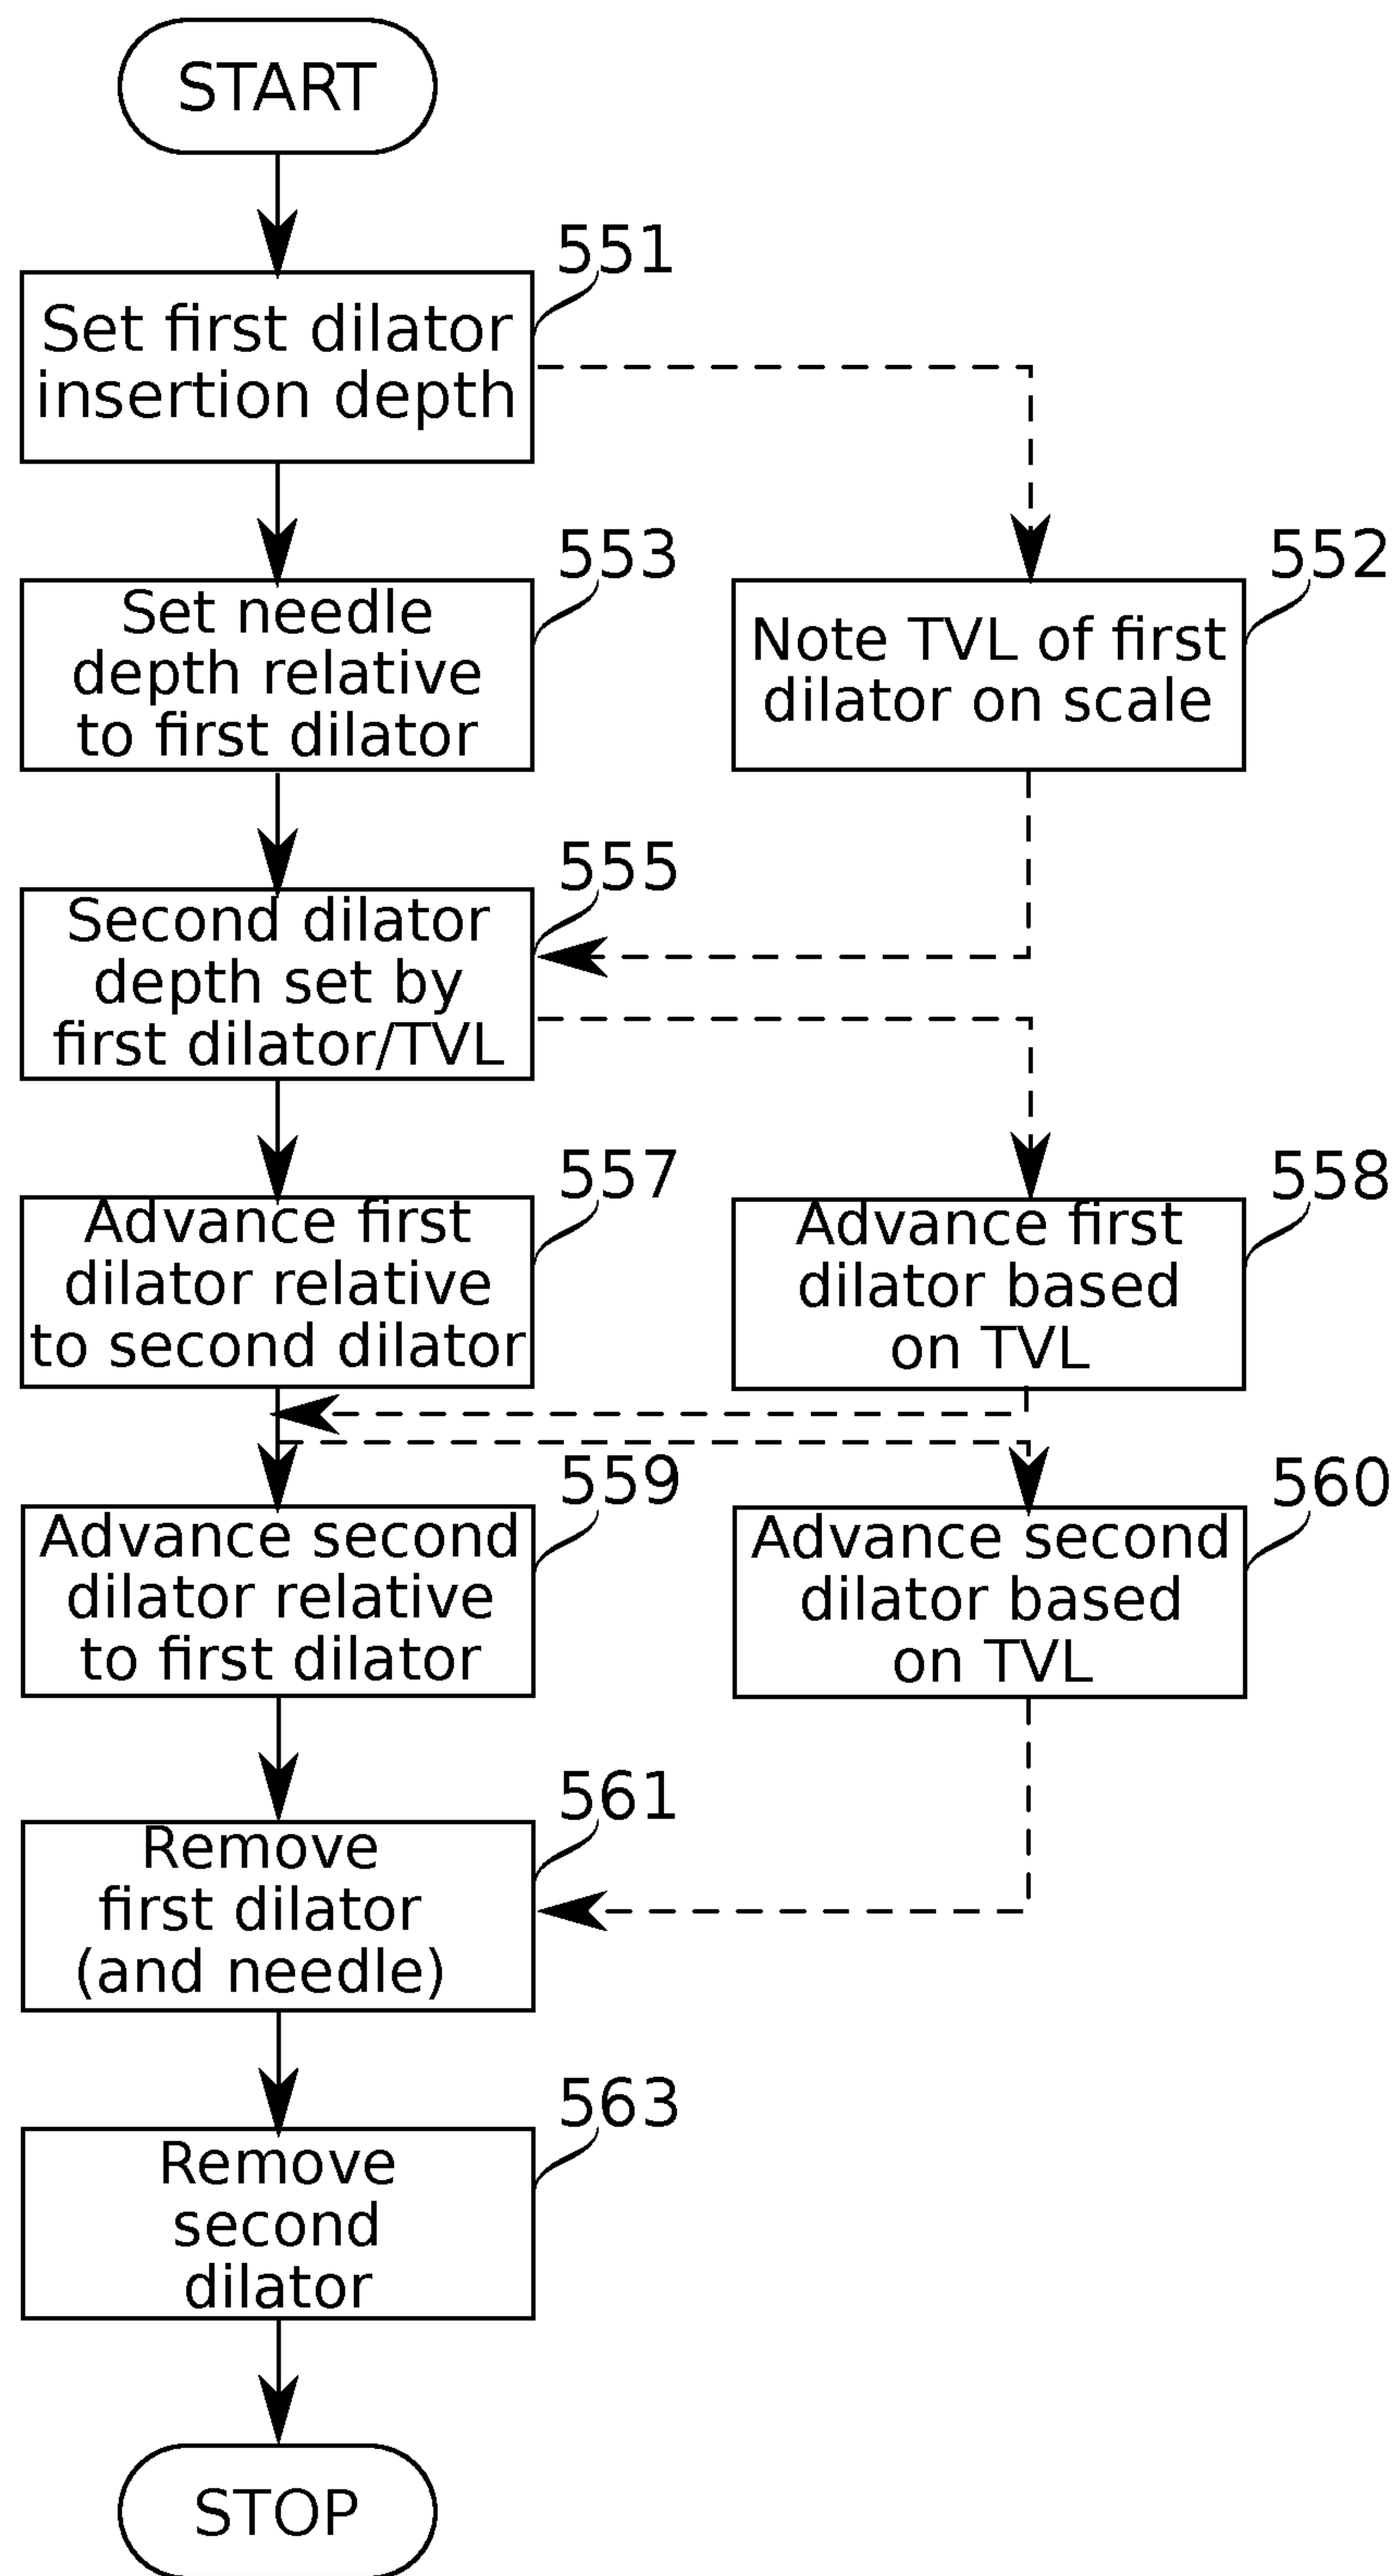 START
551
Set first dilator
insertion depth
553
Set needle
depth relative
to first dilator
552
Note TVL of first
dilator on scale
555
Second dilator
depth set by
first dilator/TVL
557
Advance first
dilator relative
to second dilator
558
Advance first
dilator based
on TVL
559
Advance second
dilator relative
to first dilator
560
Advance second
dilator based
on TVL
561
Remove
first dilator
(and needle)
563
Remove
second
dilator
STOP